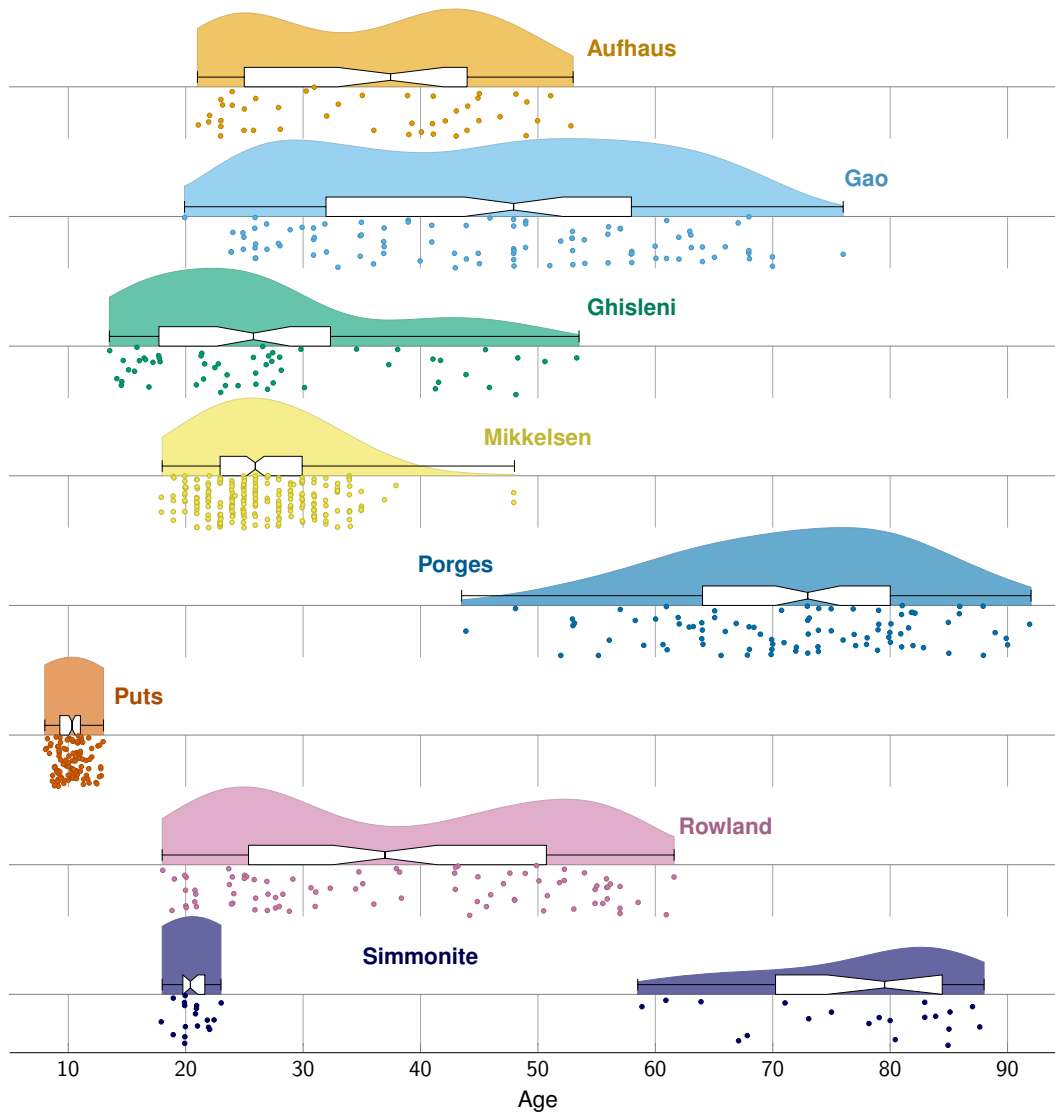 Aufhaus
Gao
Ghisleni
Mikkelsen
Porges
Puts
Rowland
Simmonite
10 20 30 40 50 60 70 80 90
Age